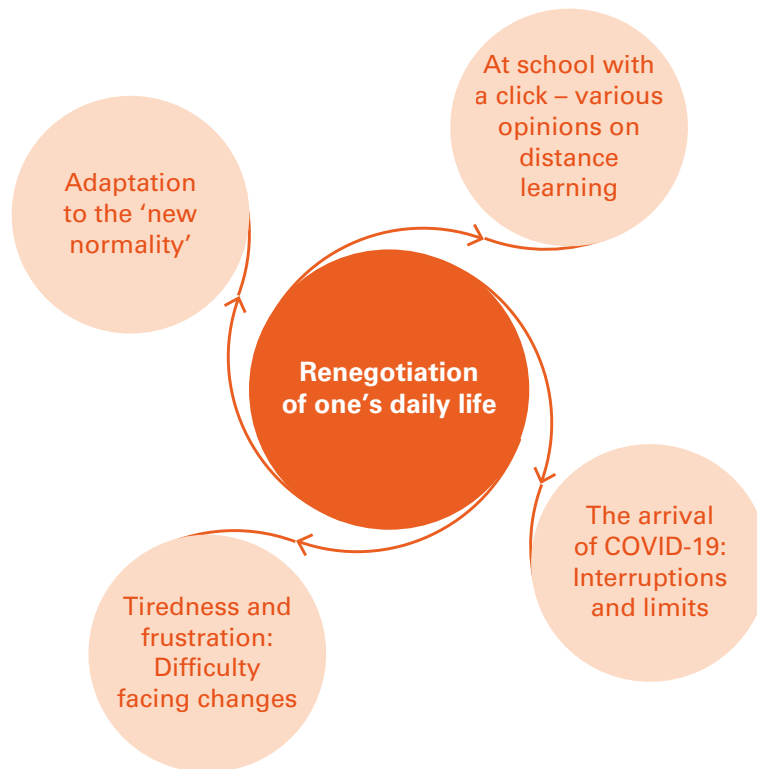 At school with
a click – various
opinions on
distance
learning
Adaptation
to the ‘new
normality’
Renegotiation
of one’s daily life
The arrival
of COVID-19:
Interruptions
and limits
Tiredness and
frustration:
Difficulty
facing changes